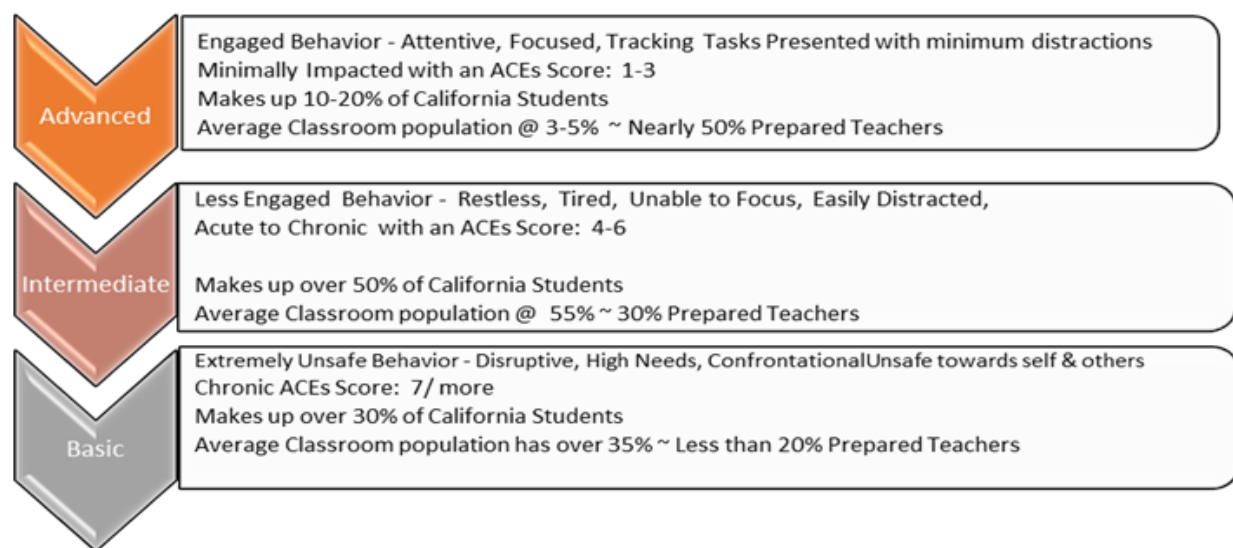 Advanced
Engaged Behavior - Attentive, Focused, Tracking Tasks Presented with minimum distractions
Minimally Impacted with an ACEs Score: 1-3
Makes up 10-20% of California Students
Average Classroom population @ 3-5% ~ Nearly 50% Prepared Teachers
Intermediate
Less Engaged Behavior - Restless, Tired, Unable to Focus, Easily Distracted,
Acute to Chronic with an ACEs Score: 4-6
Makes up over 50% of California Students
Average Classroom population @ 55% ~ 30% Prepared Teachers
Basic
Extremely Unsafe Behavior - Disruptive, High Needs, ConfrontationalUnsafe towards self & others
Chronic ACEs Score: 7/ more
Makes up over 30% of California Students
Average Classroom population has over 35% ~ Less than 20% Prepared Teachers